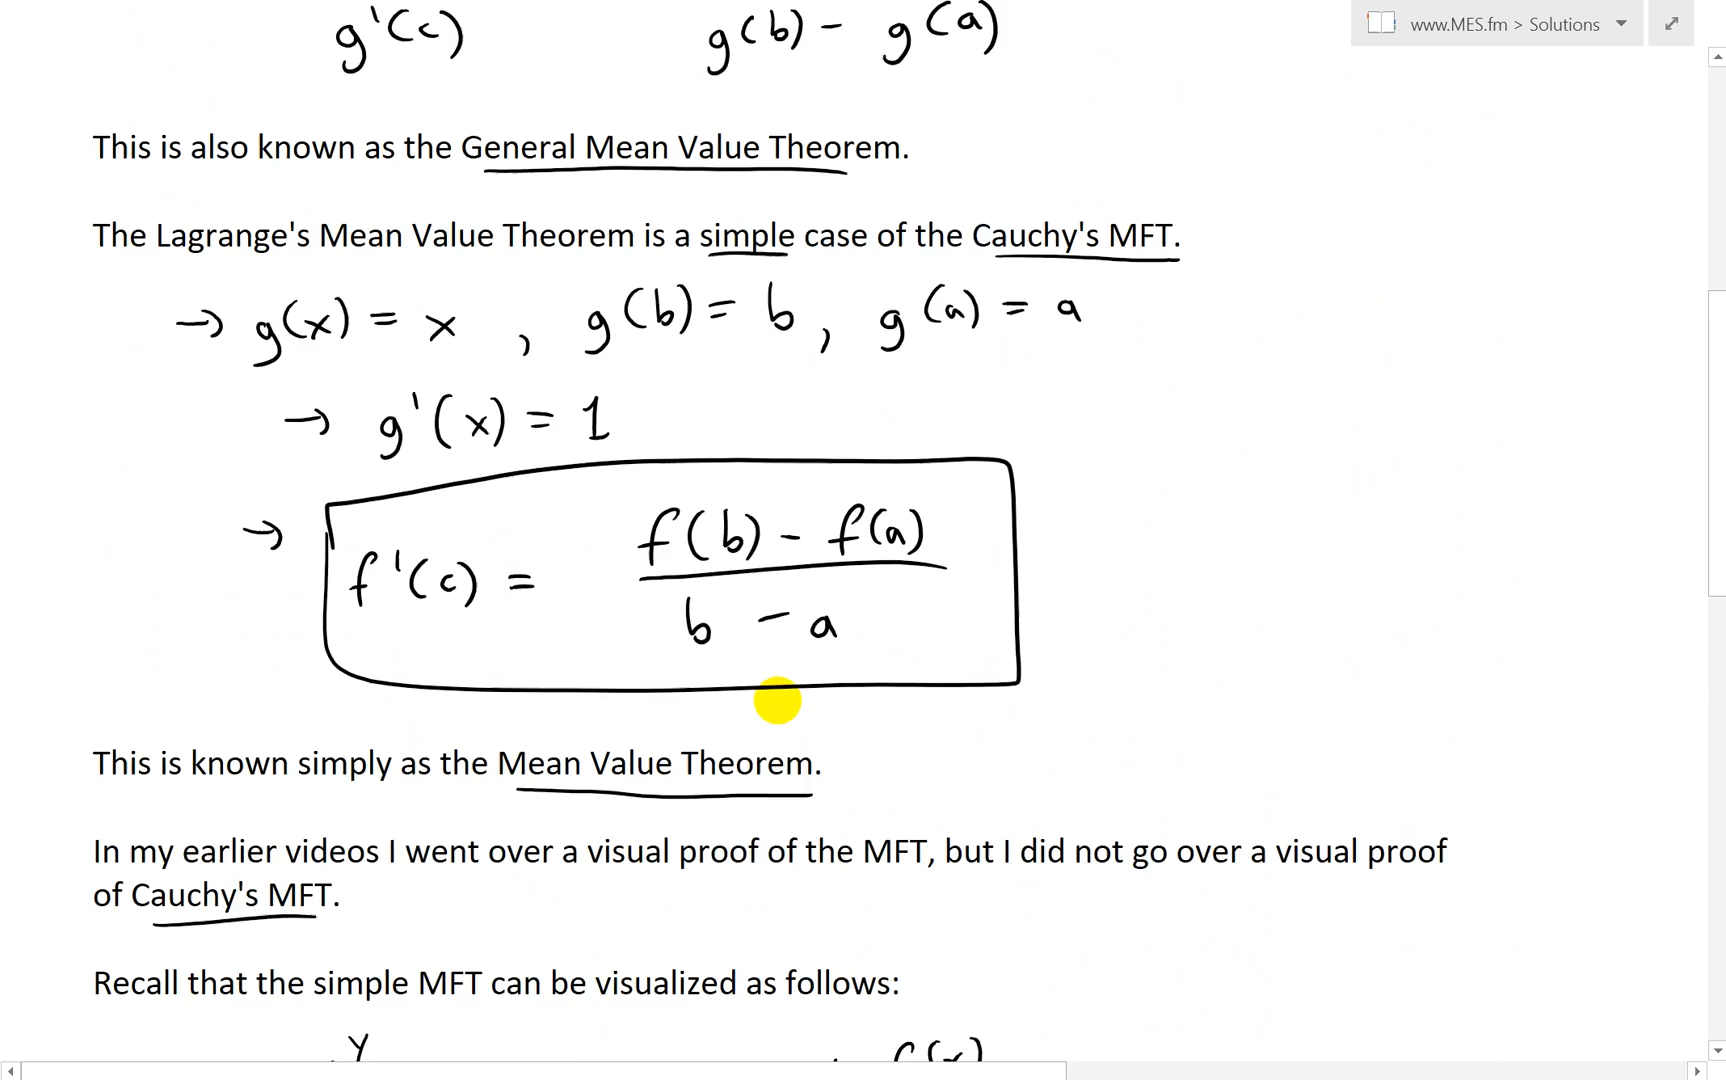 www.MES.fm > Solutions
g'(c) g(b) - g(a)
This is also known as the General Mean Value Theorem.
The Lagrange's Mean Value Theorem is a simple case of the Cauchy's MFT.
→ g(x) = x , g(b) = b , g(a) = a
→ g'(x) = 1
f(b) - f(a)
→ f'(c) =
b - a
This is known simply as the Mean Value Theorem.
In my earlier videos I went over a visual proof of the MFT, but I did not go over a visual proof
of Cauchy's MFT.
Recall that the simple MFT can be visualized as follows:
Y f(x)